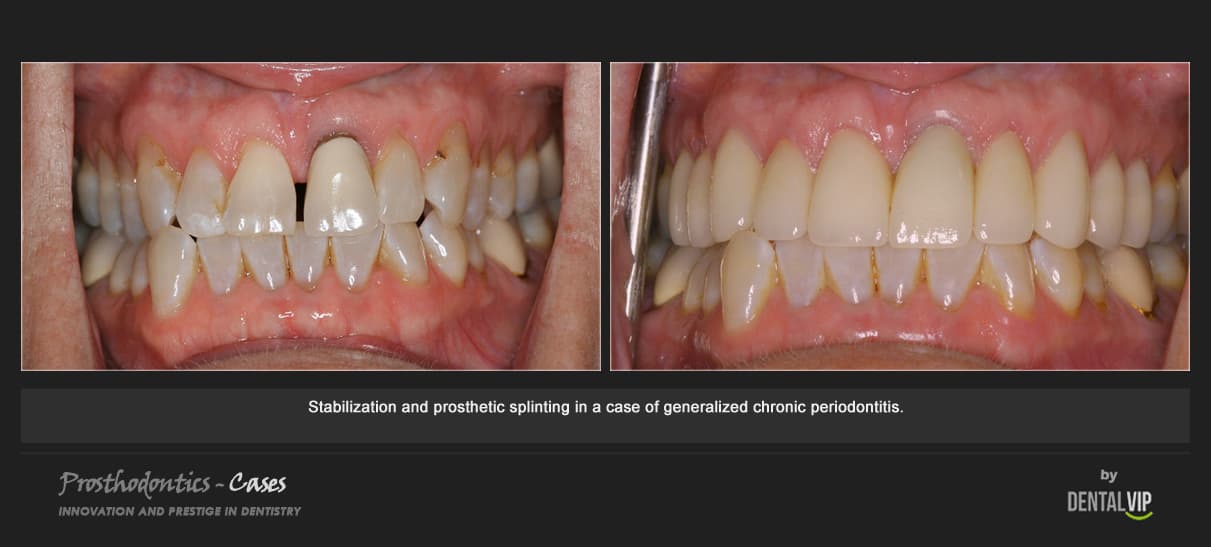 Stabilization and prosthetic splinting in a case of generalized chronic periodontitis.
Prosthodontics - Cases
INNOVATION AND PRESTIGE IN DENTISTRY
by
DENTALVIP